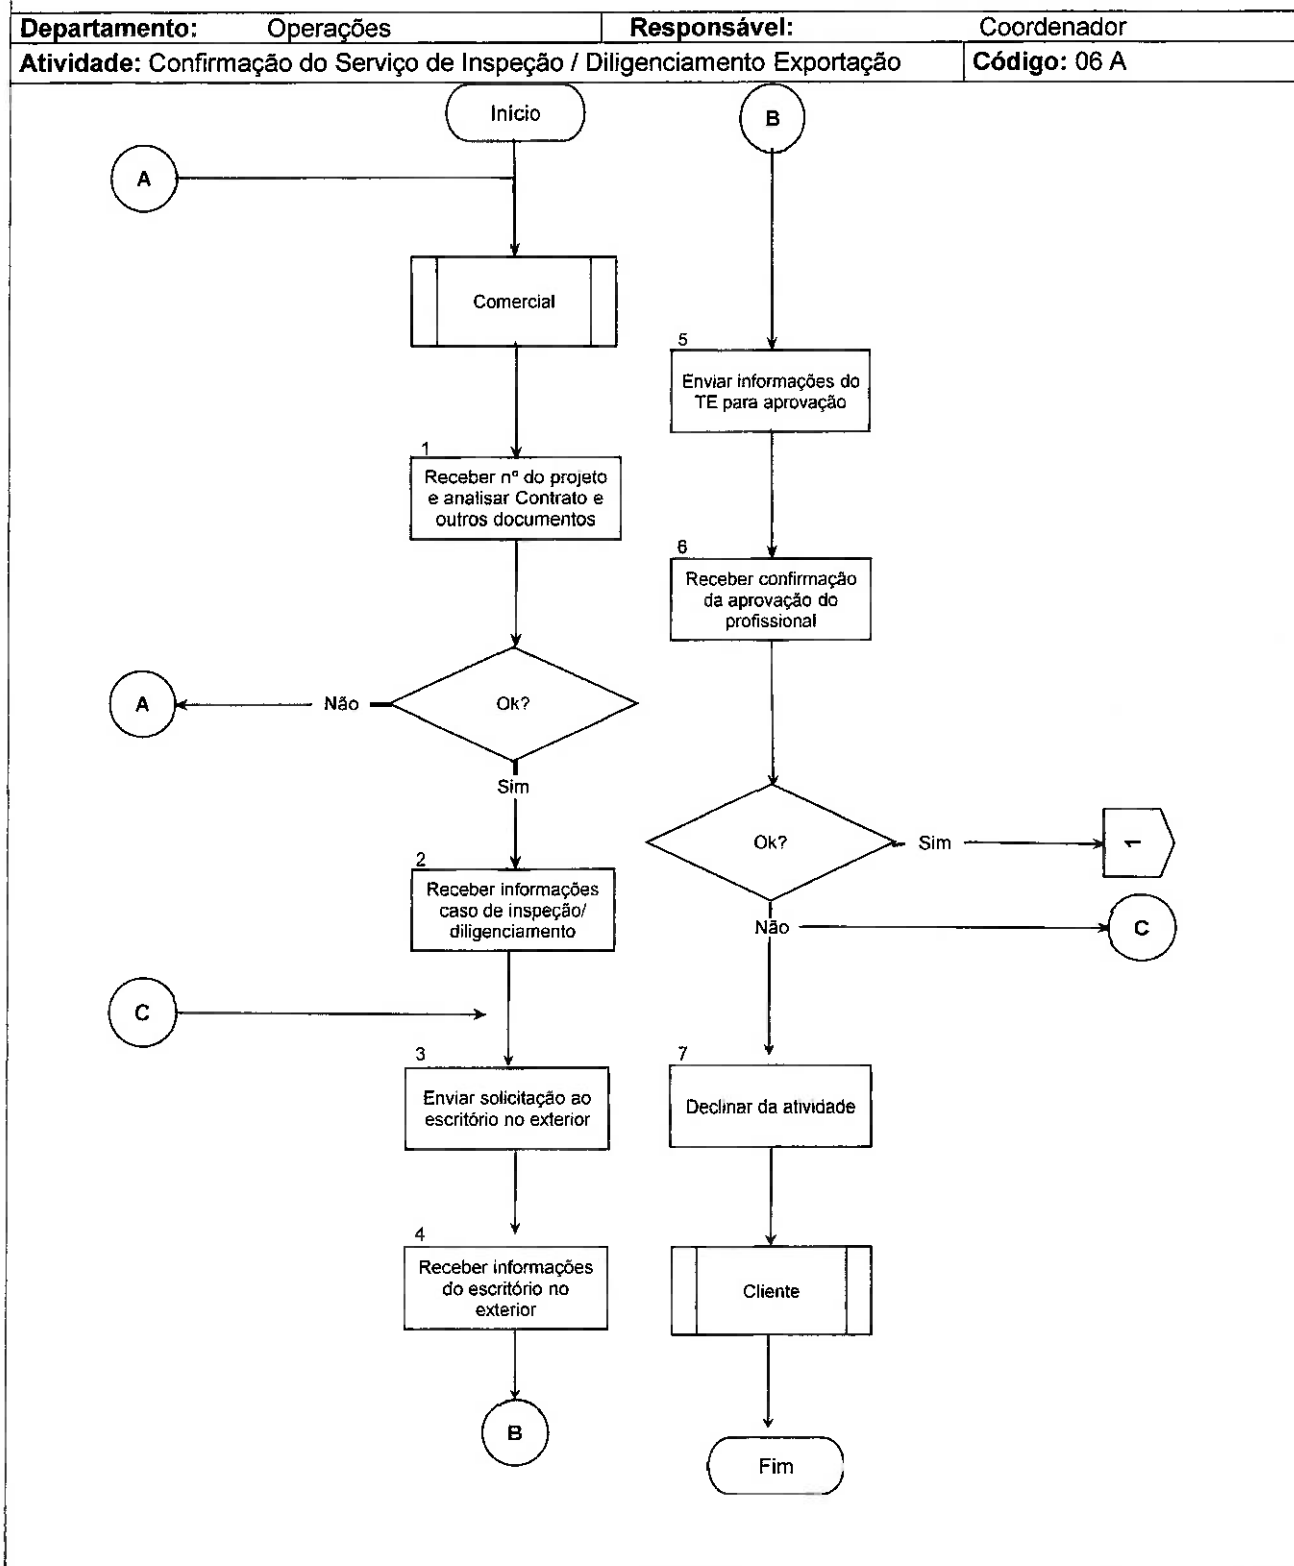 Departamento: Operações Responsável: Coordenador
Atividade: Confirmação do Serviço de Inspeção / Diligenciamento Exportação Código: 06 A
Início
A
Comercial
1
Receber nº do projeto
e analisar Contrato e
outros documentos
Ok?
Não
A
Sim
2
Receber informações
caso de inspeção/
diligenciamento
C
3
Enviar solicitação ao
escritório no exterior
4
Receber informações
do escritório no
exterior
B
B
5
Enviar informações do
TE para aprovação
6
Receber confirmação
da aprovação do
profissional
Ok?
Sim
1
Não
C
7
Declinar da atividade
Cliente
Fim